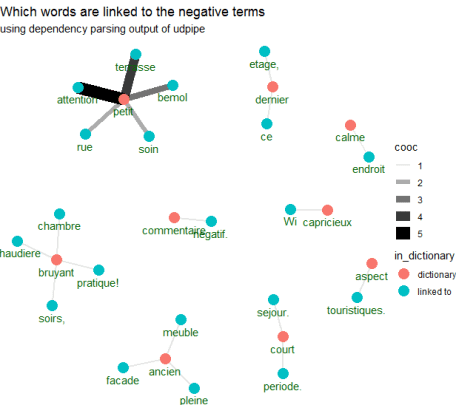 Which words are linked to the negative terms
using dependency parsing output of udpipe
etage,
terrasse
attention
bemol
petit
dernier
ce
calme
rue
soin
endroit
cooc
1
2
3
4
5
chambre
commentaire
negatif.
Wi
capricieux
in_dictionary
dictionary
linked to
haudiere
bruyant
pratique!
aspect
soirs,
sejour.
touristiques.
meuble
court
facade
ancien
periode.
pleine